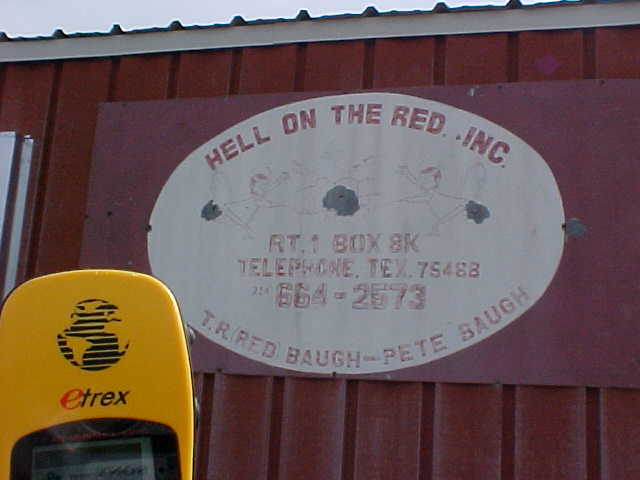 HELL ON THE RED, INC.
RT. 1 BOX 8K
TELEPHONE, TEX. 75488
214 664-2573
T.R.(RED BAUGH-PETE BAUGH
etrex